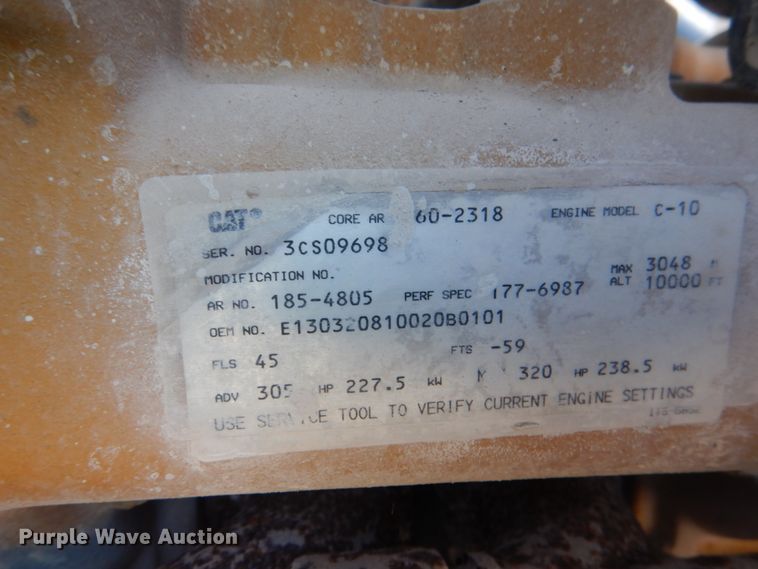 CAT® CORE AR 60-2318 ENGINE MODEL C-10
SER. NO. 3CS09698
MODIFICATION NO. MAX 3048 M
AR NO. 185-4805 PERF SPEC 177-6987 ALT 10000 FT
OEM NO. E130320810020B0101
FLS 45 FTS -59
ADV 305 HP 227.5 kW 320 HP 238.5 kW
USE TOOL TO VERIFY CURRENT ENGINE SETTINGS
Purple Wave Auction